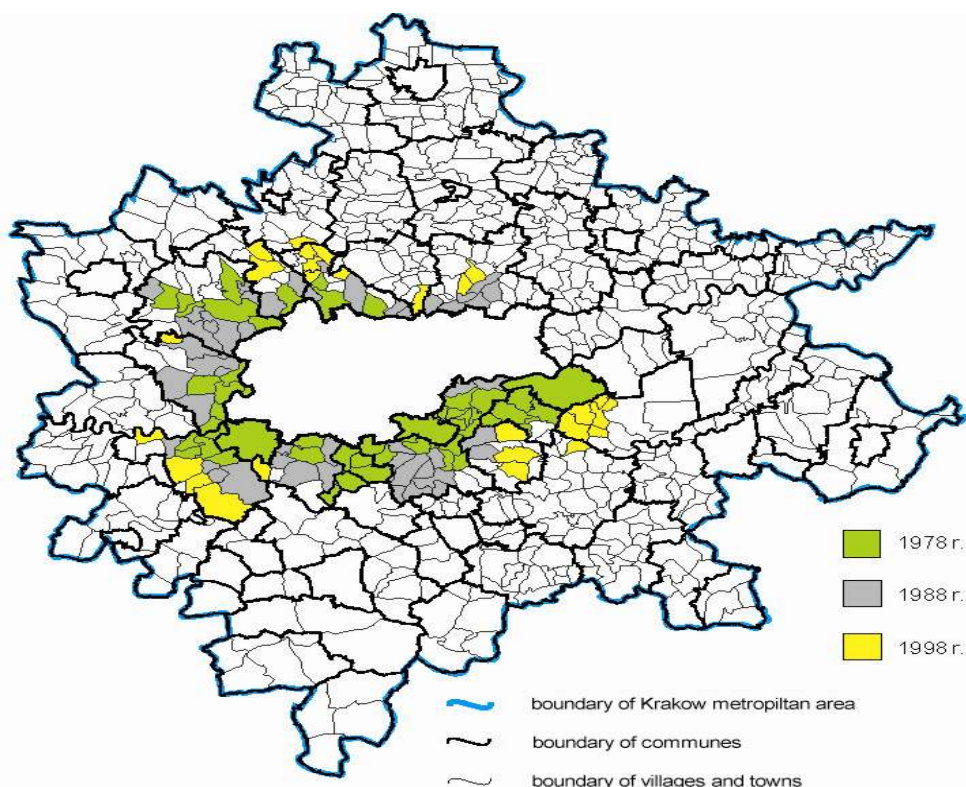 1978 r.
1988 r.
1998 r.
boundary of Krakow metropiltan area
boundary of communes
boundary of villages and towns